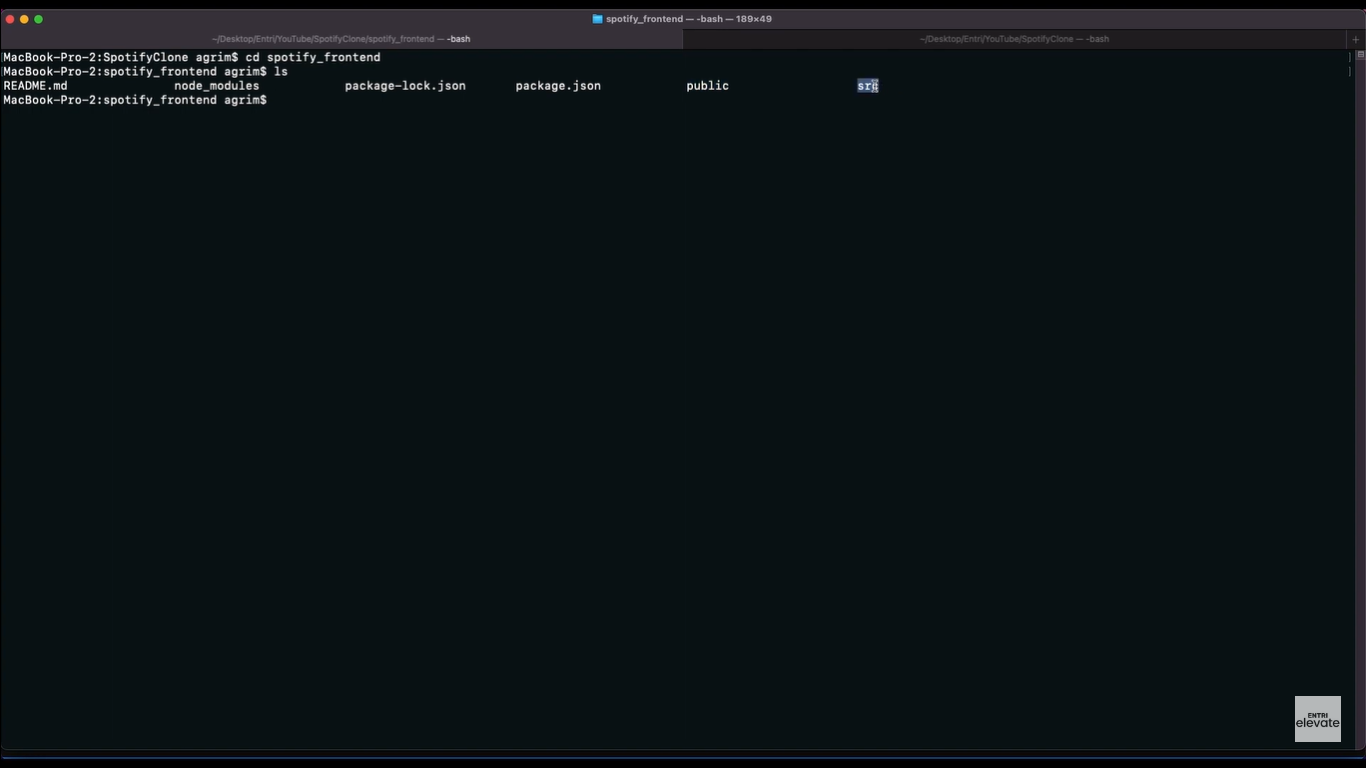 spotify_frontend — -bash — 189×49
~/Desktop/Entri/YouTube/SpotifyClone/spotify_frontend — -bash
~/Desktop/Entri/YouTube/SpotifyClone — -bash
MacBook-Pro-2:SpotifyClone agrim$ cd spotify_frontend
MacBook-Pro-2:spotify_frontend agrim$ ls
README.md node_modules package-lock.json package.json public src
MacBook-Pro-2:spotify_frontend agrim$
ENTRI
elevate